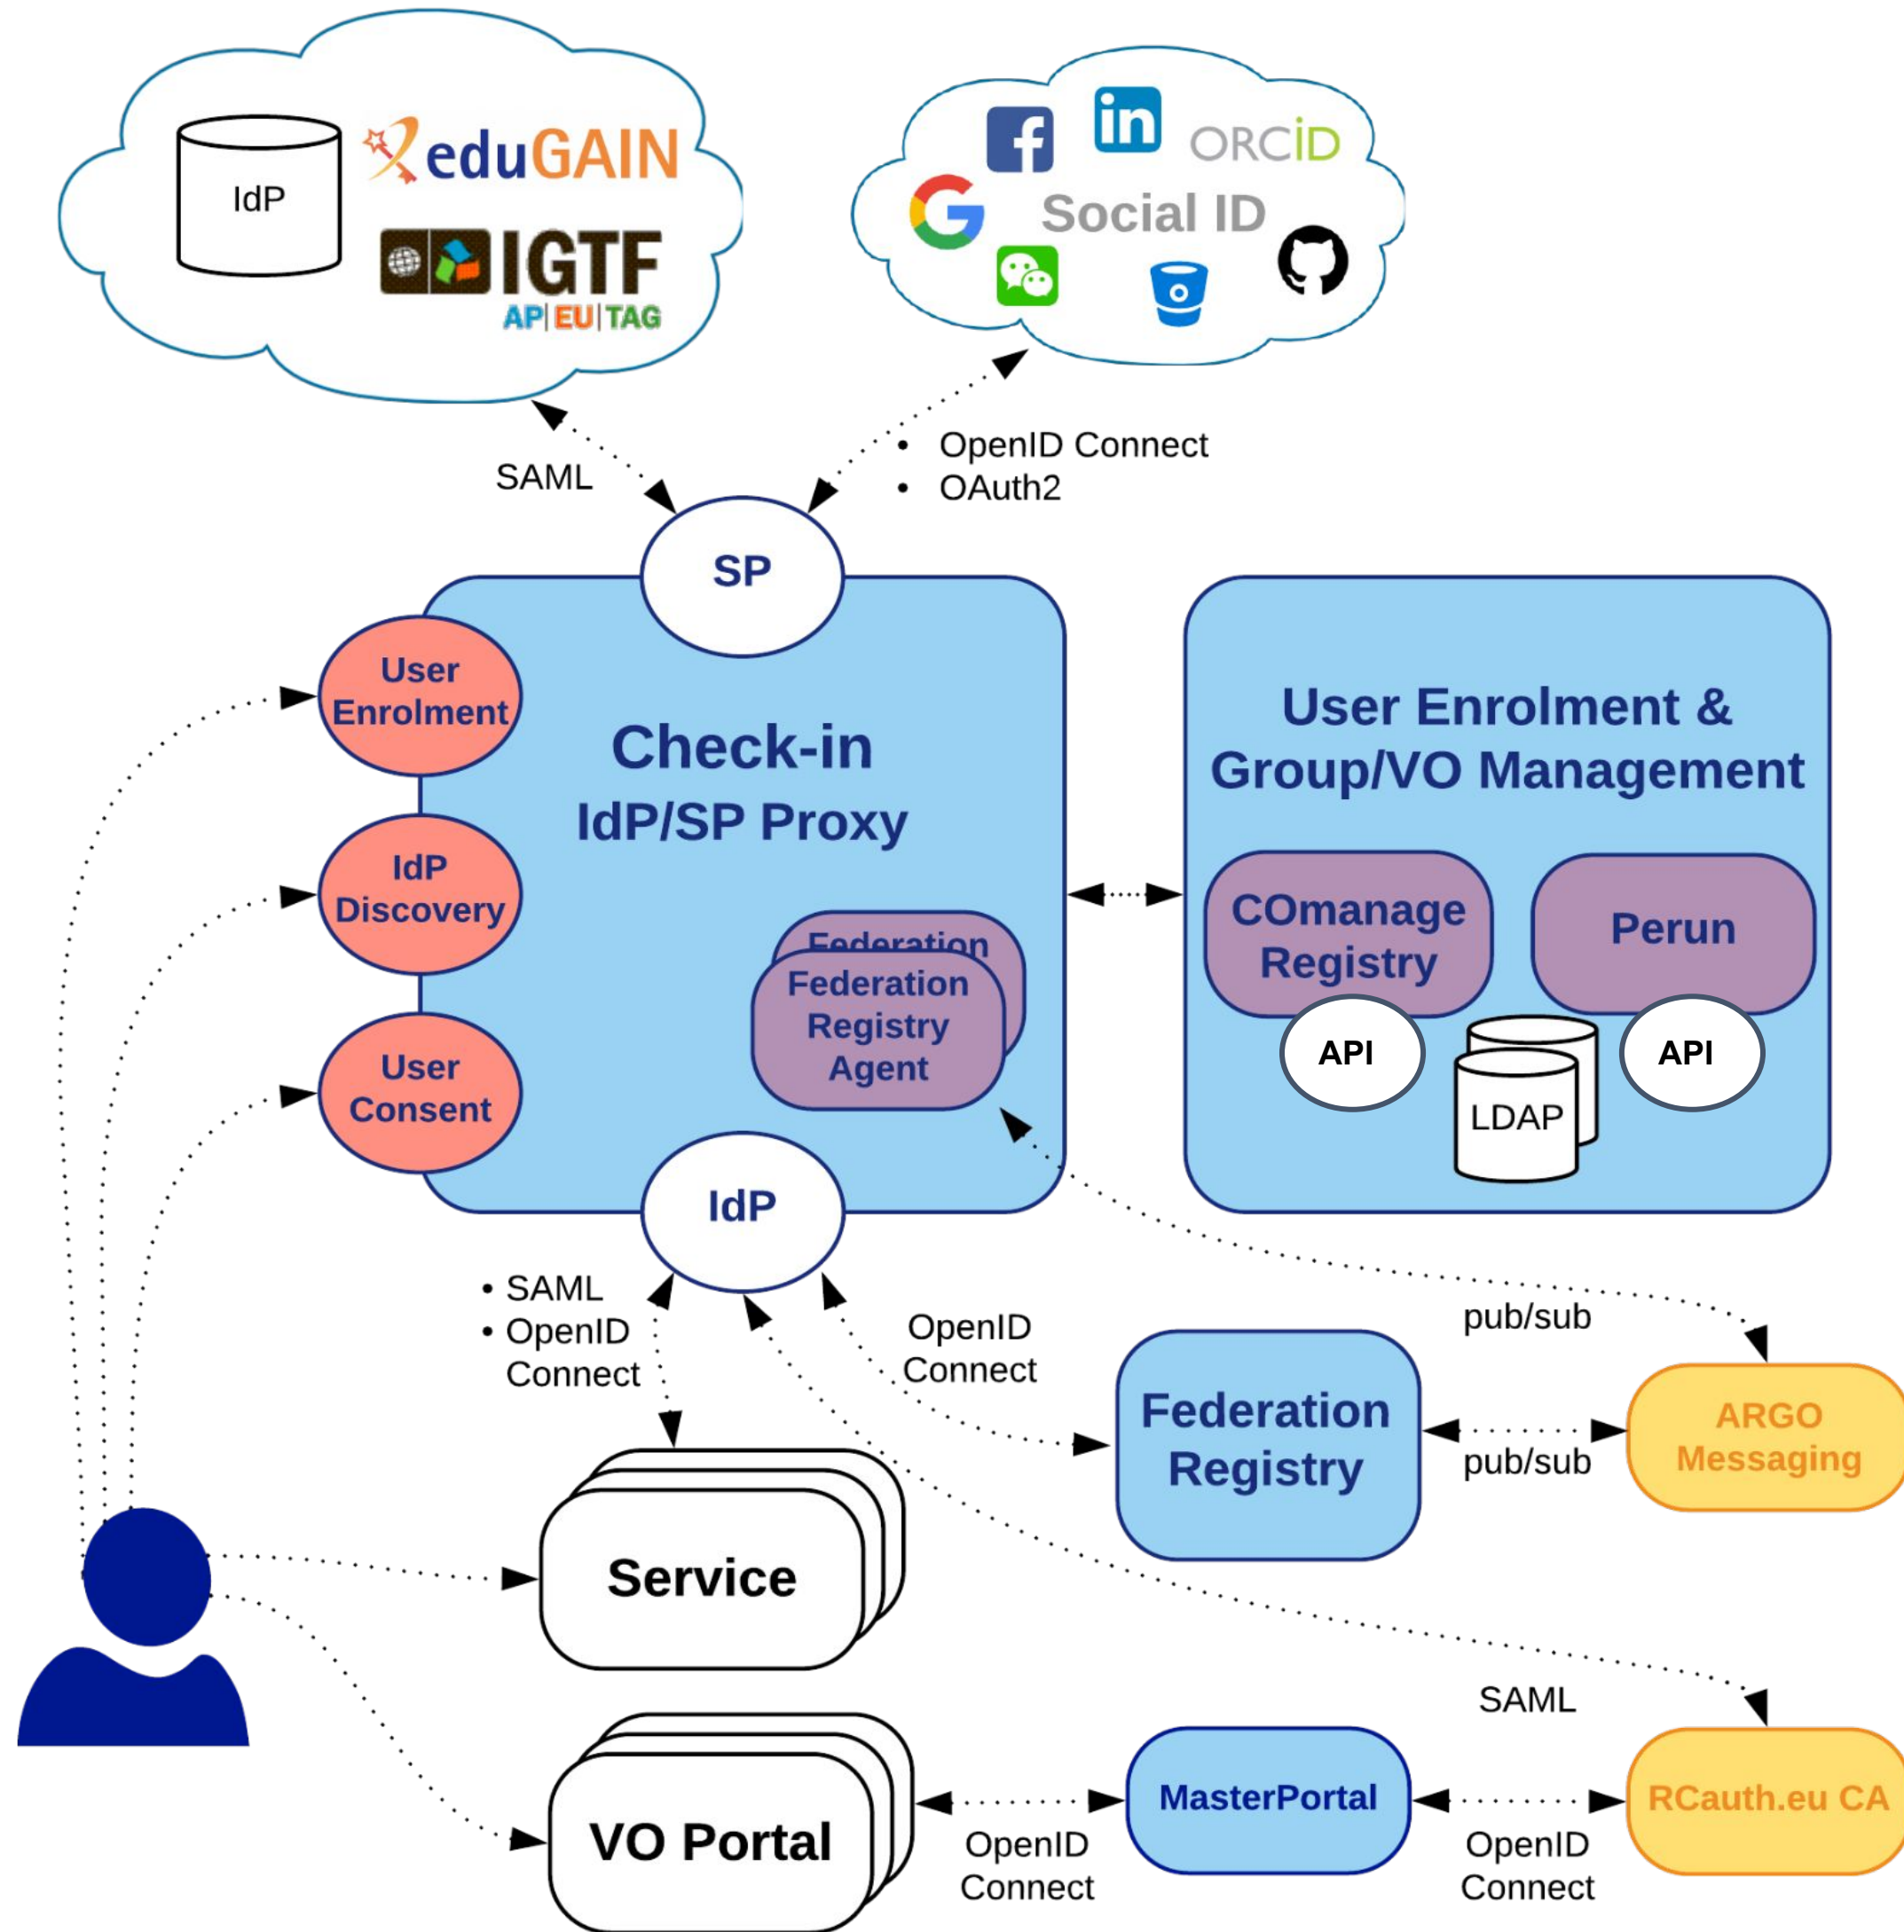 IdP
eduGAIN
IGTF
AP|EU|TAG
in
ORCiD
Social ID
SAML
• OpenID Connect
• OAuth2
SP
User
Enrolment
Check-in
IdP/SP Proxy
IdP
Discovery
Federation
Federation
Registry
Agent
User
Consent
IdP
User Enrolment &
Group/VO Management
COmanage
Registry
Perun
API
API
LDAP
• SAML
• OpenID
Connect
OpenID
Connect
pub/sub
Federation
Registry
pub/sub
ARGO
Messaging
Service
SAML
VO Portal
OpenID
Connect
MasterPortal
OpenID
Connect
RCauth.eu CA